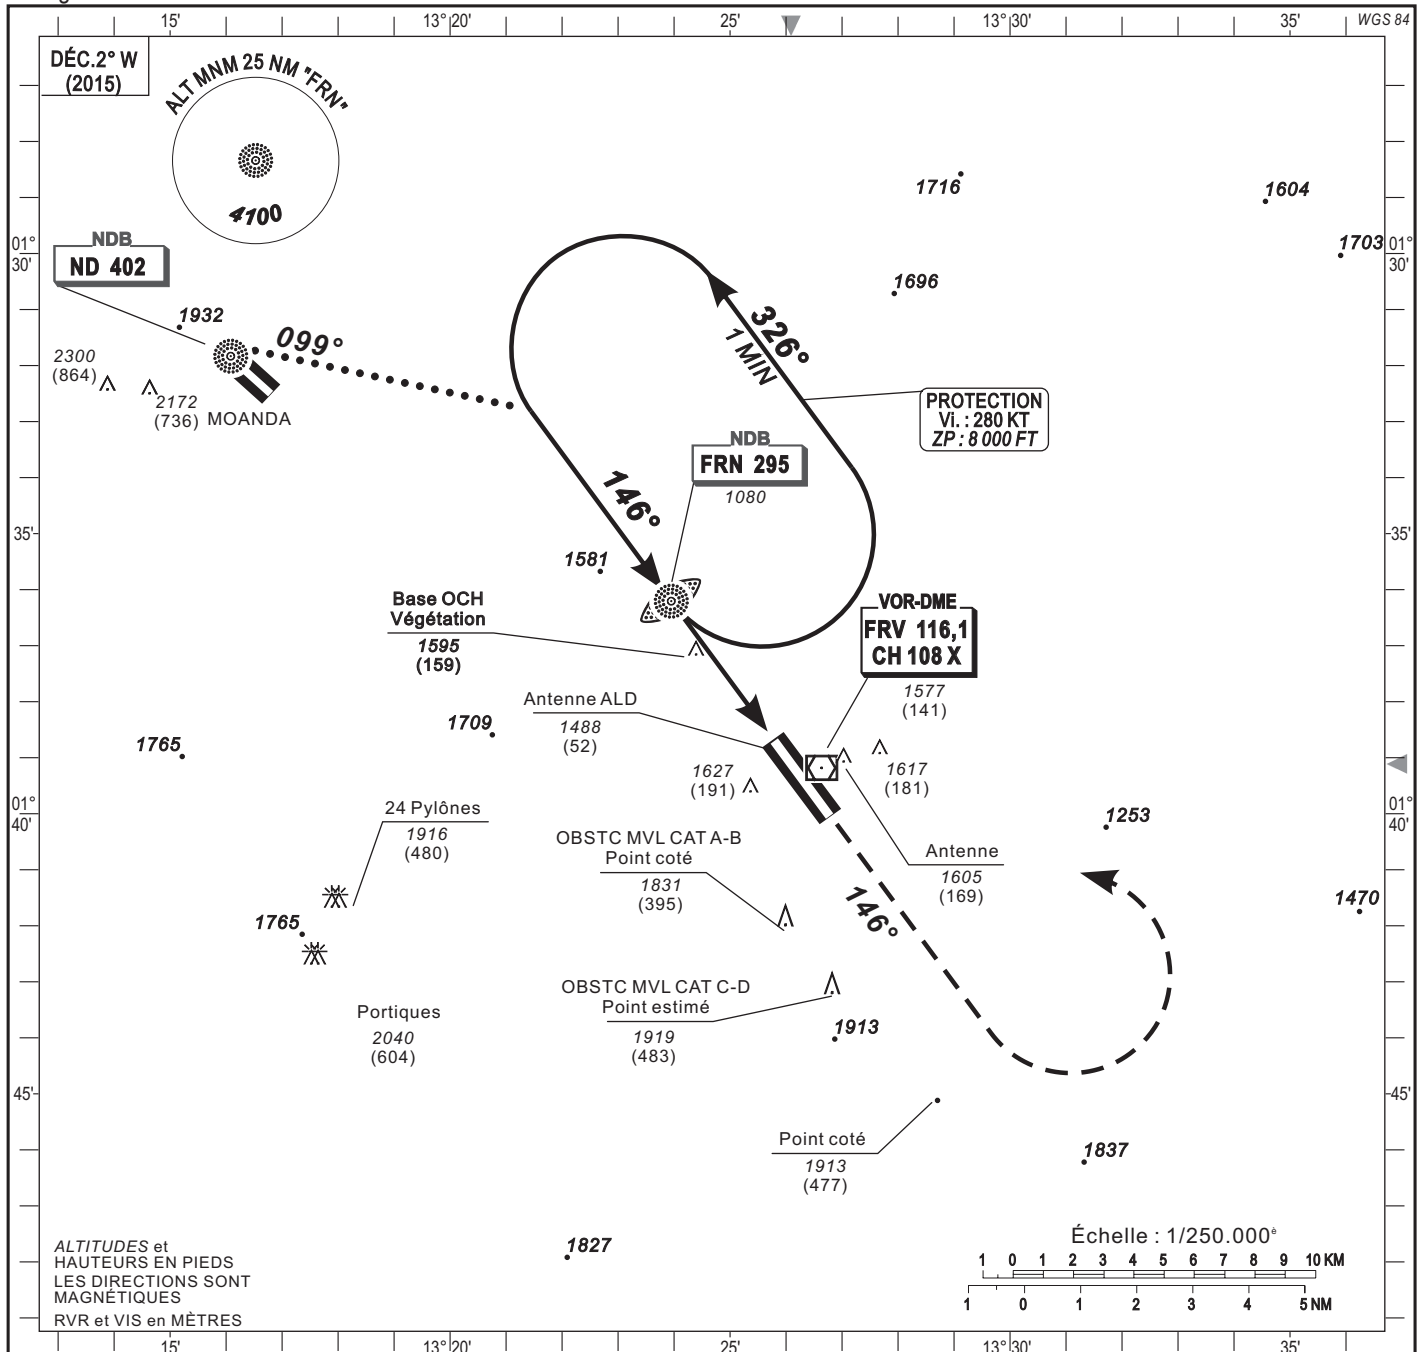 15'
13°20'
25'
13°30'
35'
WGS 84
DÉC.2° W
(2015)
ALT MNM 25 NM "FRN"
4100
1716
1604
01°
30'
1703
01°
30'
NDB
ND 402
1696
1932
099°
326°
1 MIN
2300
(864)
2172
(736)
MOANDA
PROTECTION
Vi. : 280 KT
ZP : 8 000 FT
NDB
FRN 295
1080
146°
35'
35'
1581
Base OCH
Végétation
1595
(159)
VOR-DME
FRV 116,1
CH 108 X
1577
(141)
Antenne ALD
1488
(52)
1709
1765
1627
(191)
1617
(181)
01°
40'
01°
40'
24 Pylônes
1916
(480)
1253
OBSTC MVL CAT A-B
Point coté
1831
(395)
Antenne
1605
(169)
146°
1765
1470
OBSTC MVL CAT C-D
Point estimé
1919
(483)
Portiques
2040
(604)
1913
45'
45'
Point coté
1913
(477)
1837
1827
ALTITUDES et
HAUTEURS EN PIEDS
LES DIRECTIONS SONT
MAGNÉTIQUES
RVR et VIS en MÈTRES
Échelle : 1/250.000è
1 0 1 2 3 4 5 6 7 8 9 10 KM
1 0 1 2 3 4 5 NM
15'
13°20'
25'
13°30'
35'